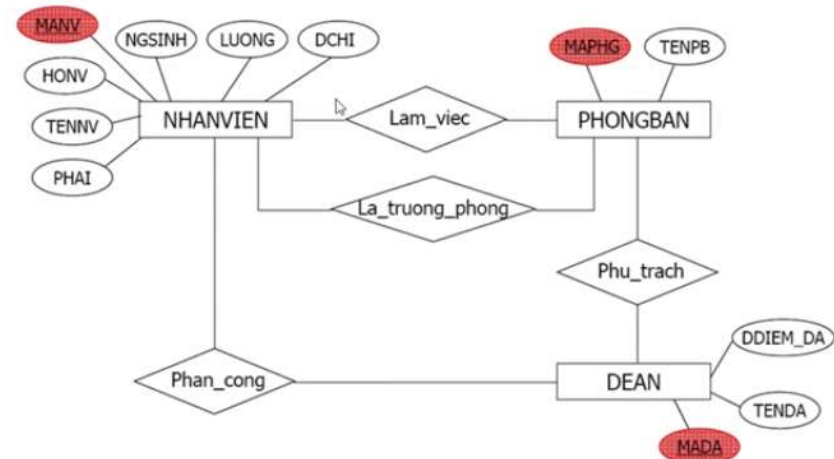 MANV
NGSINH
LUONG
DCHI
MAPHG
TENPB
HONV
NHANVIEN
Lam_viec
PHONGBAN
TENNV
PHAI
La_truong_phong
Phu_trach
DDIEM_DA
Phan_cong
DEAN
TENDA
MADA